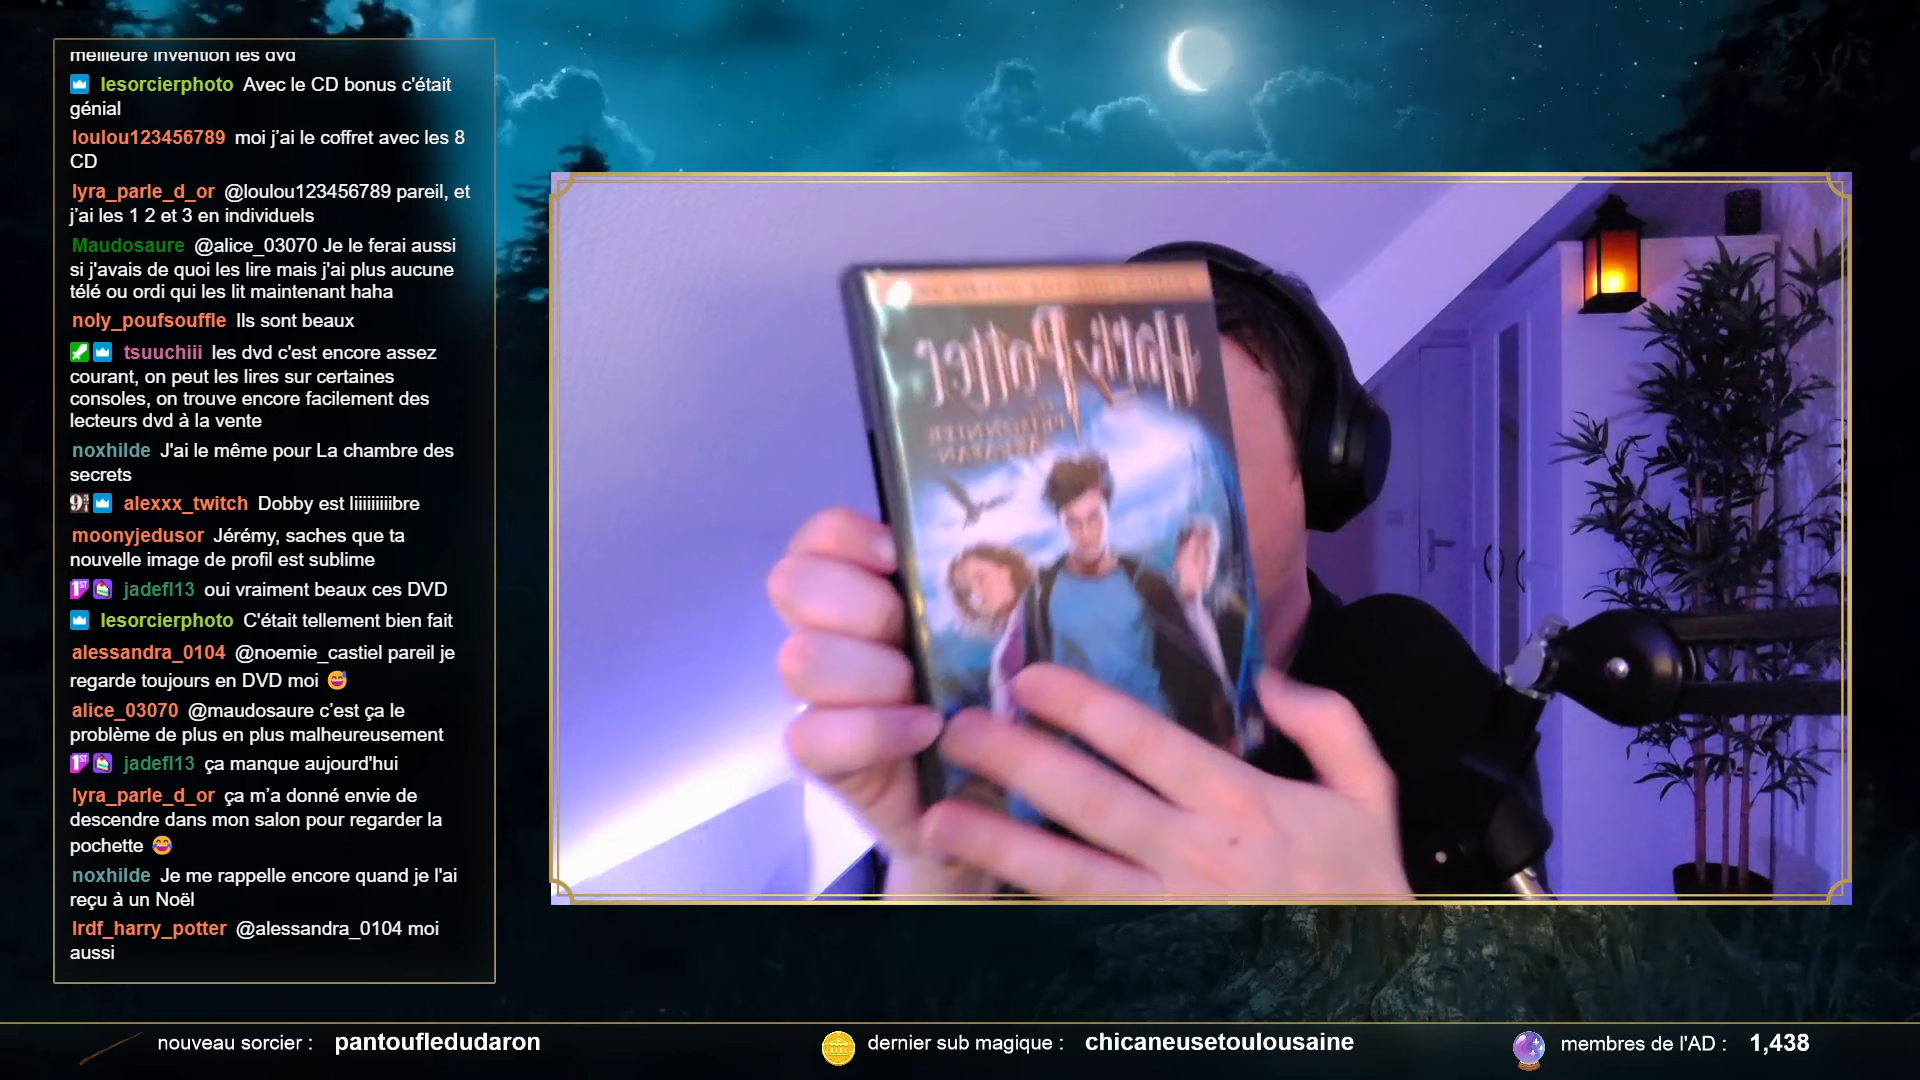 meilleure invention les dvd
lesorcierphoto Avec le CD bonus c'était
génial
loulou123456789 moi j'ai le coffret avec les 8
CD
lyra_parle_d_or @loulou123456789 pareil, et
j'ai les 1 2 et 3 en individuels
Maudosaure @alice_03070 Je le ferai aussi
si j'avais de quoi les lire mais j'ai plus aucune
télé ou ordi qui les lit maintenant haha
noly_poufsouffle Ils sont beaux
tsuuchiii les dvd c'est encore assez
courant, on peut les lires sur certaines
consoles, on trouve encore facilement des
lecteurs dvd à la vente
noxhilde J'ai le même pour La chambre des
secrets
alexxx_twitch Dobby est liiiiiiiiibre
moonyjedusor Jérémy, saches que ta
nouvelle image de profil est sublime
1ST jadefl13 oui vraiment beaux ces DVD
lesorcierphoto C'était tellement bien fait
alessandra_0104 @noemie_castiel pareil je
regarde toujours en DVD moi 😅
alice_03070 @maudosaure c'est ça le
problème de plus en plus malheureusement
1ST jadefl13 ça manque aujourd'hui
lyra_parle_d_or ça m'a donné envie de
descendre dans mon salon pour regarder la
pochette 😂
noxhilde Je me rappelle encore quand je l'ai
reçu à un Noël
lrdf_harry_potter @alessandra_0104 moi
aussi
Harry Potter
nouveau sorcier : pantoufledudaron
dernier sub magique : chicaneusetoulousaine
membres de l'AD : 1,438